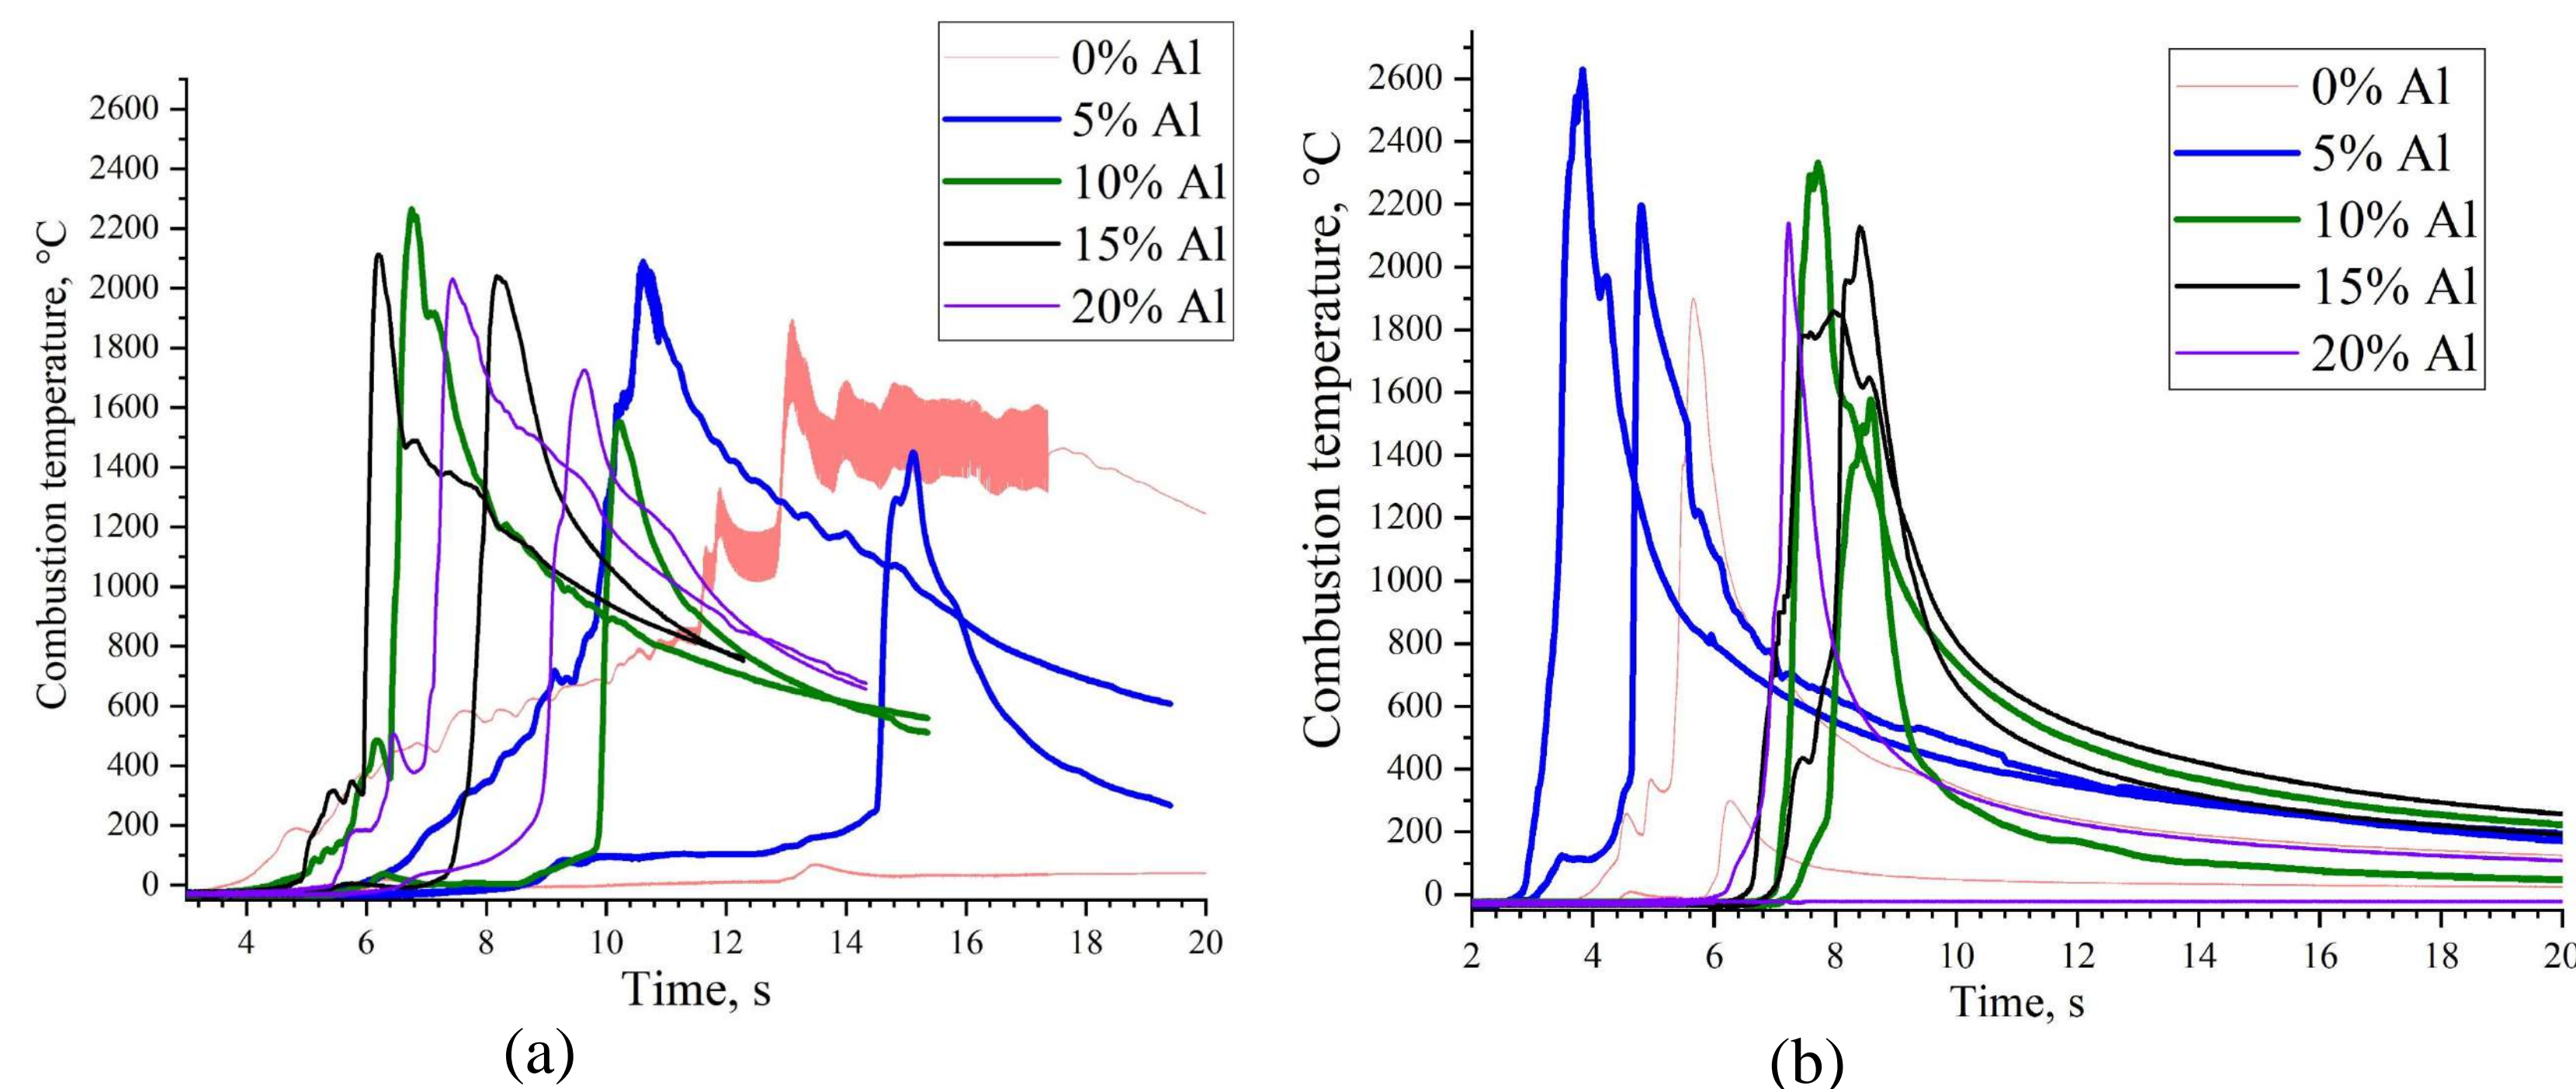 0% Al
5% Al
10% Al
15% Al
20% Al
Combustion temperature, °C
2600
2400
2200
2000
1800
1600
1400
1200
1000
800
600
400
200
0
4 6 8 10 12 14 16 18 20
Time, s
(a)
0% Al
5% Al
10% Al
15% Al
20% Al
Combustion temperature, °C
2600
2400
2200
2000
1800
1600
1400
1200
1000
800
600
400
200
0
2 4 6 8 10 12 14 16 18 20
Time, s
(b)